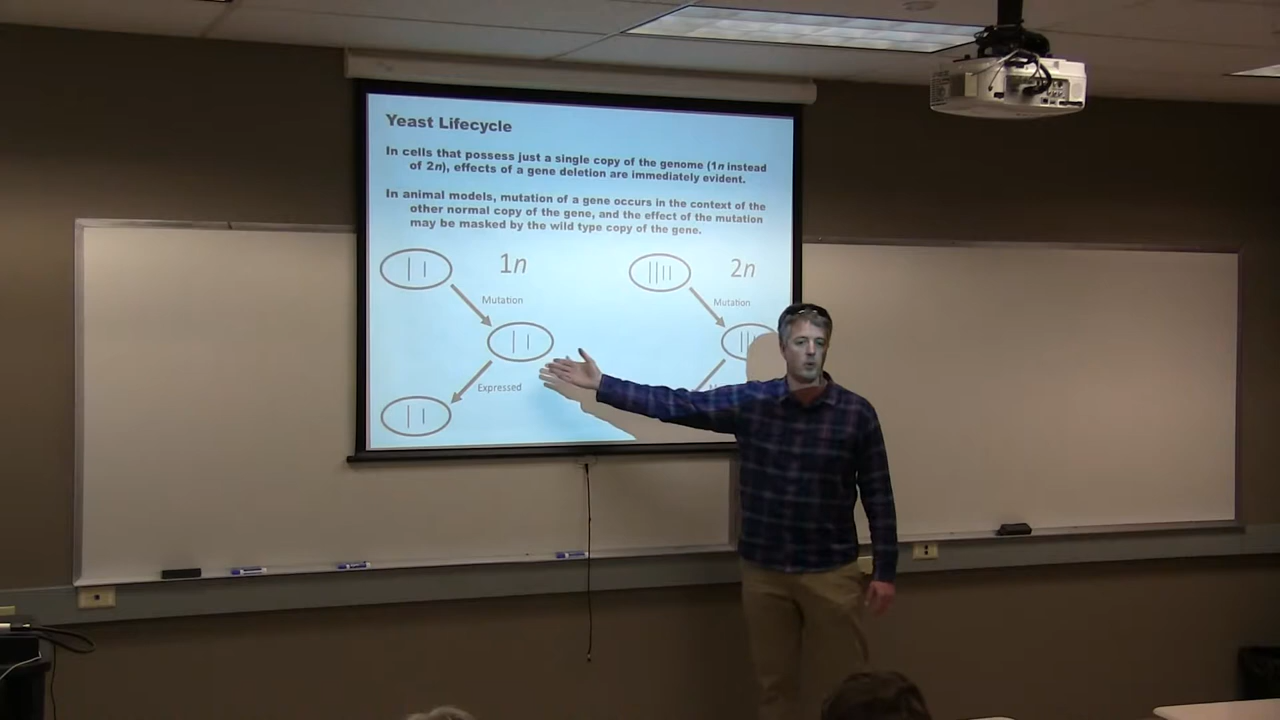 Yeast Lifecycle
In cells that possess just a single copy of the genome (1n instead
of 2n), effects of a gene deletion are immediately evident.
In animal models, mutation of a gene occurs in the context of the
other normal copy of the gene, and the effect of the mutation
may be masked by the wild type copy of the gene.
1n
2n
Mutation
Mutation
Expressed